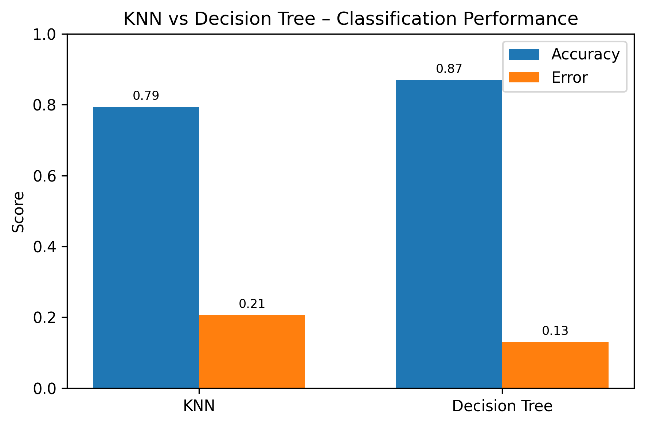 KNN vs Decision Tree – Classification Performance
1.0
0.8
0.6
0.4
0.2
0.0
Score
0.79
0.21
0.87
0.13
Accuracy
Error
KNN
Decision Tree